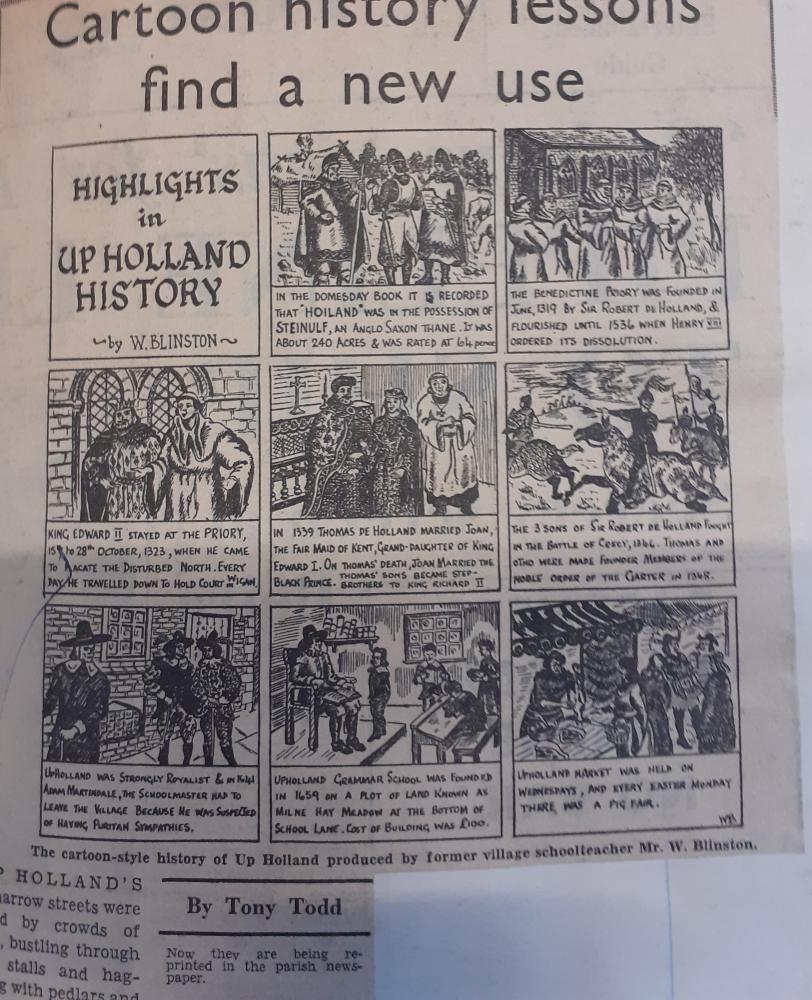 Cartoon history lessons
find a new use
HIGHLIGHTS
in
UP HOLLAND
HISTORY
~by W. BLINSTON~
IN THE DOMESDAY BOOK IT IS RECORDED
THAT "HOILAND" WAS IN THE POSSESSION OF
STEINULF, AN ANGLO SAXON THANE. IT WAS
ABOUT 240 ACRES & WAS RATED AT 64 pence
THE BENEDICTINE PRIORY WAS FOUNDED IN
JUNE, 1319 BY SIR ROBERT DE HOLLAND, &
FLOURISHED UNTIL 1536 WHEN HENRY VIII
ORDERED ITS DISSOLUTION.
KING EDWARD II STAYED AT THE PRIORY,
15 to 28th OCTOBER, 1323, WHEN HE CAME
TO ACATE THE DISTURBED NORTH. EVERY
DAY HE TRAVELLED DOWN TO HOLD COURT IN WIGAN.
IN 1339 THOMAS DE HOLLAND MARRIED JOAN,
THE FAIR MAID OF KENT, GRAND-DAUGHTER OF KING
EDWARD I. ON THOMAS' DEATH, JOAN MARRIED THE
BLACK PRINCE. THOMAS' SONS BECAME STEP-
BROTHERS TO KING RICHARD II
THE 3 SONS OF SIR ROBERT DE HOLLAND FOUGHT
IN THE BATTLE OF CRECY, 1346. THOMAS AND
OTHO WERE MADE FOUNDER MEMBERS OF THE
NOBLE ORDER OF THE GARTER IN 1348.
UPHOLLAND WAS STRONGLY ROYALIST & IN 1641
ADAM MARTINDALE, THE SCHOOLMASTER HAD TO
LEAVE THE VILLAGE BECAUSE HE WAS SUSPECTED
OF HAVING PURITAN SYMPATHIES.
UPHOLLAND GRAMMAR SCHOOL WAS FOUNDED
IN 1659 ON A PLOT OF LAND KNOWN AS
MILNE HAY MEADOW AT THE BOTTOM OF
SCHOOL LANE. COST OF BUILDING WAS £100.
UPHOLLAND MARKET WAS HELD ON
WEDNESDAYS, AND EVERY EASTER MONDAY
THERE WAS A PIG FAIR.
WB
The cartoon-style history of Up Holland produced by former village schoolteacher Mr. W. Blinston.
P HOLLAND'S
arrow streets were
d by crowds of
, bustling through
stalls and hag-
g with pedlars and
By Tony Todd
Now they are being re-
printed in the parish news-
paper.